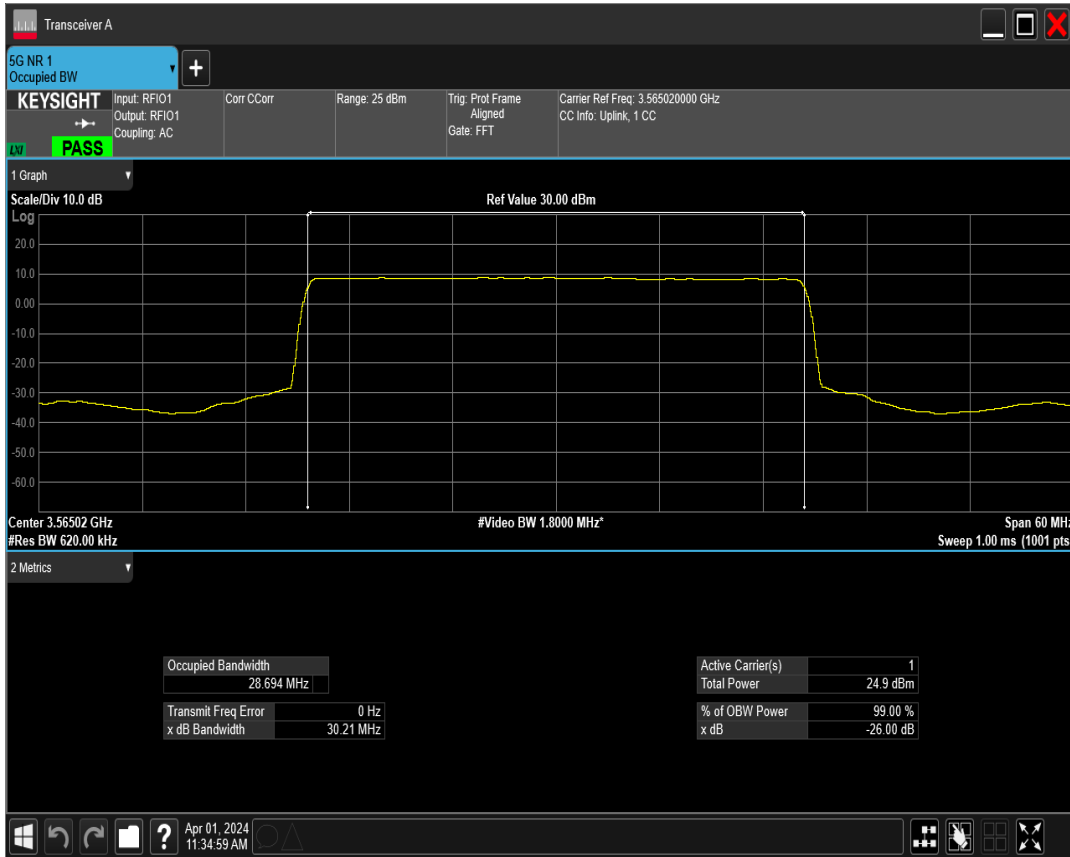 Transceiver A
5G NR 1
Occupied BW
+
KEYSIGHT
LXI
PASS
Input: RFIO1
Output: RFIO1
Coupling: AC
Corr CCorr
Range: 25 dBm
Trig: Prot Frame
Aligned
Gate: FFT
Carrier Ref Freq: 3.565020000 GHz
CC Info: Uplink, 1 CC
1 Graph
Scale/Div 10.0 dB
Ref Value 30.00 dBm
Log
20.0
10.0
0.00
-10.0
-20.0
-30.0
-40.0
-50.0
-60.0
Center 3.56502 GHz
#Video BW 1.8000 MHz*
Span 60 MHz
#Res BW 620.00 kHz
Sweep 1.00 ms (1001 pts
2 Metrics
Occupied Bandwidth
28.694 MHz
Transmit Freq Error 0 Hz
x dB Bandwidth 30.21 MHz
Active Carrier(s) 1
Total Power 24.9 dBm
% of OBW Power 99.00 %
x dB -26.00 dB
?
Apr 01, 2024
11:34:59 AM